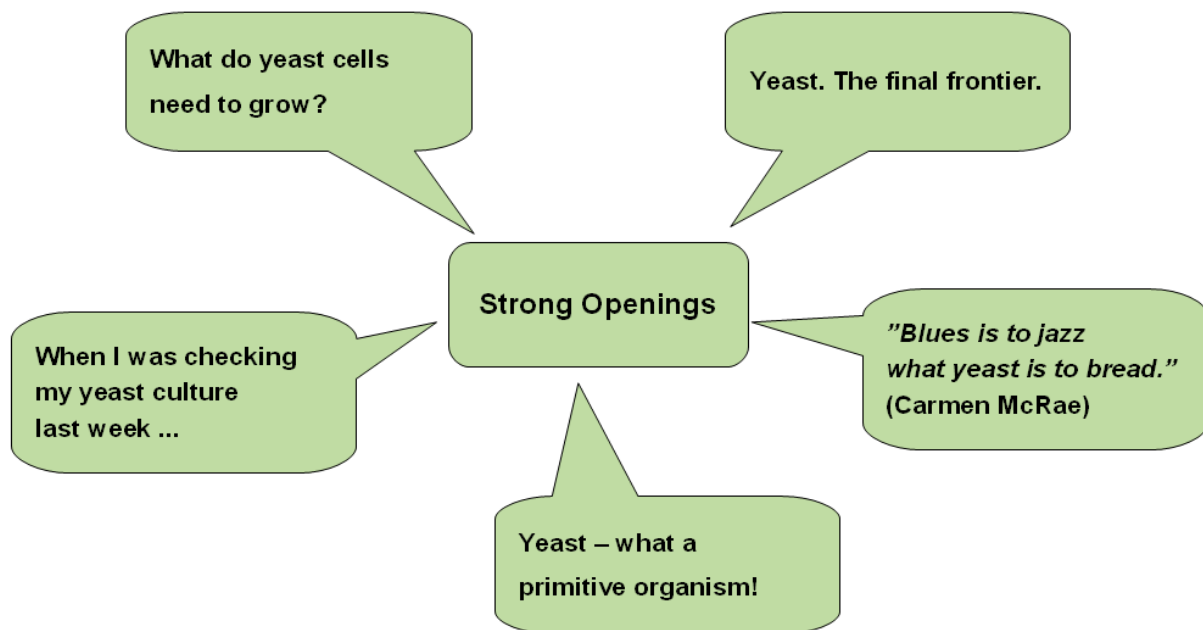 What do yeast cells
need to grow?
Yeast. The final frontier.
Strong Openings
When I was checking
my yeast culture
last week ...
”Blues is to jazz
what yeast is to bread.”
(Carmen McRae)
Yeast – what a
primitive organism!